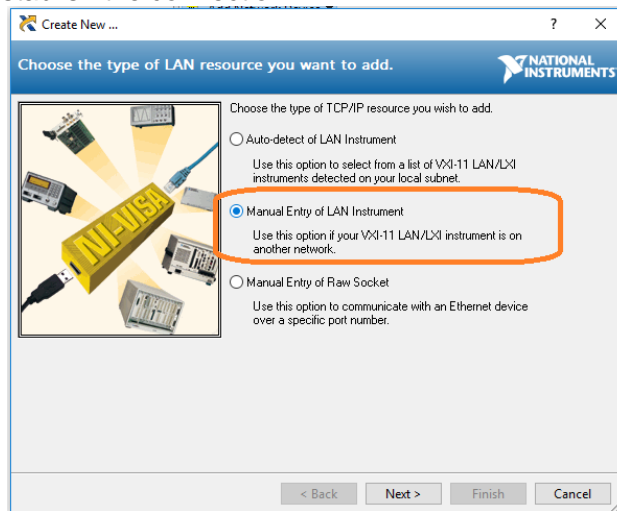 Create New ...
Choose the type of LAN resource you want to add.
NATIONAL
INSTRUMENTS
Choose the type of TCP/IP resource you wish to add.
Auto-detect of LAN Instrument
Use this option to select from a list of VXI-11 LAN/LXI
instruments detected on your local subnet.
Manual Entry of LAN Instrument
Use this option if your VXI-11 LAN/LXI instrument is on
another network.
Manual Entry of Raw Socket
Use this option to communicate with an Ethernet device
over a specific port number.
NI-VISA
< Back Next > Finish Cancel